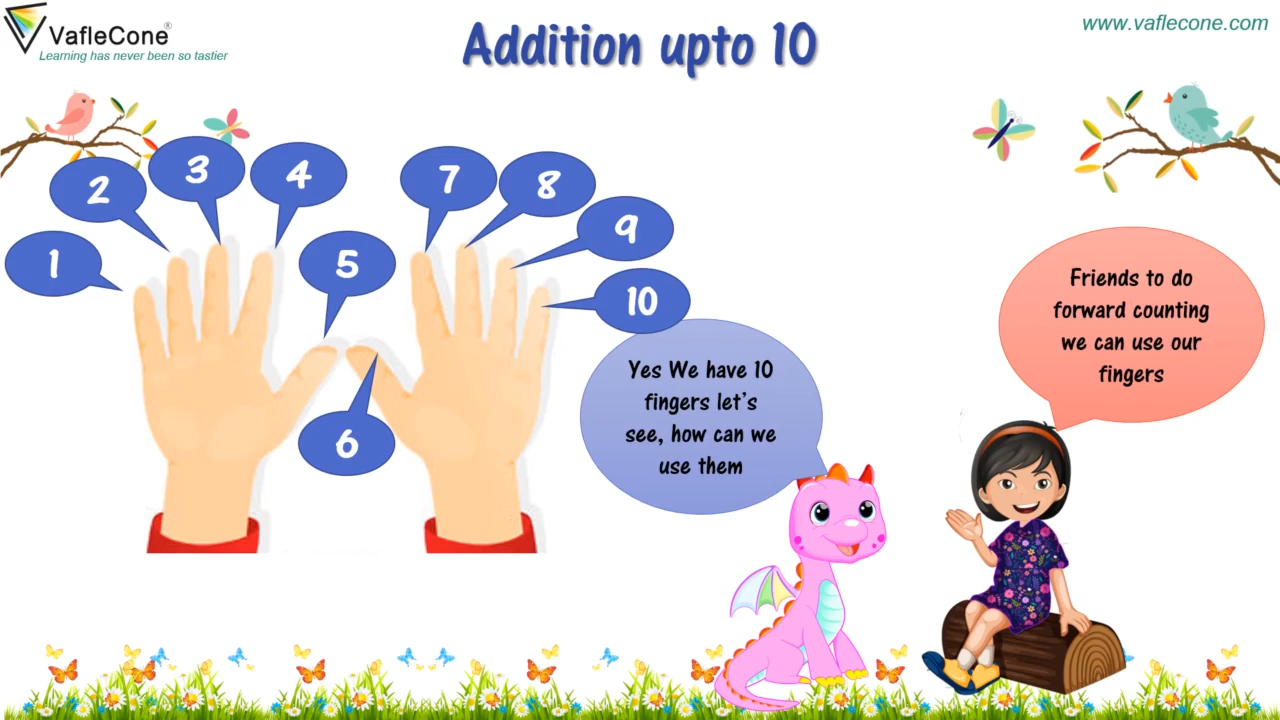 VafleCone®
Learning has never been so tastier
Addition upto 10
www.vaflecone.com
1
2
3
4
5
6
7
8
9
10
Yes We have 10
fingers let's
see, how can we
use them
Friends to do
forward counting
we can use our
fingers